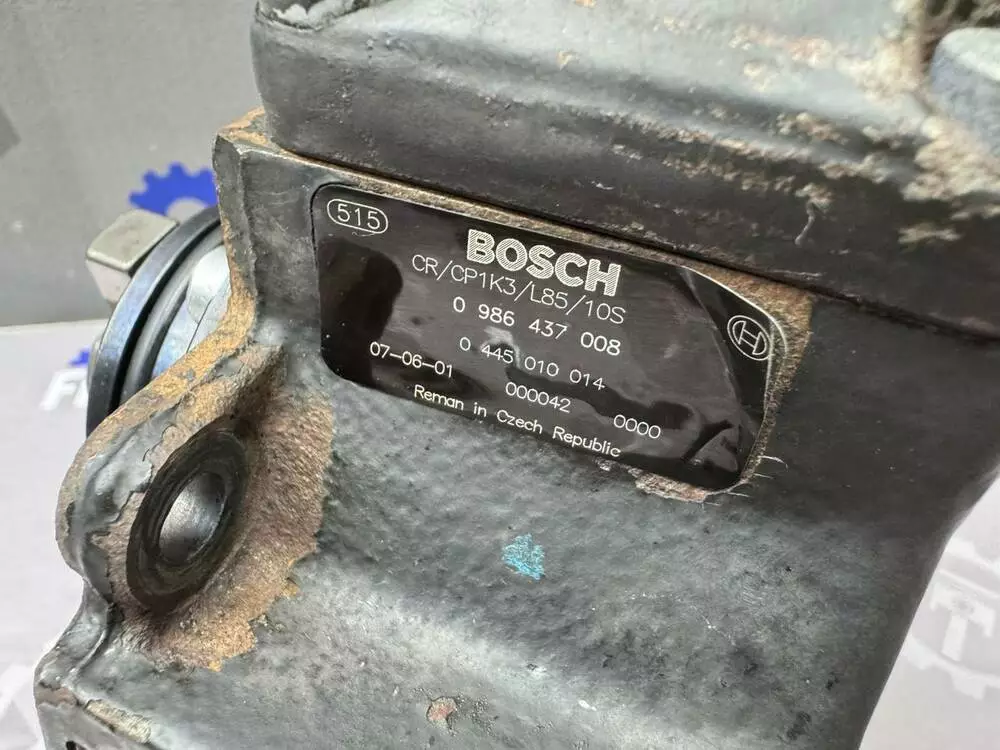 515
BOSCH
CR/CP1K3/L85/10S
0 986 437 008
0 445 010 014
07-06-01 000042 0000
Reman in Czech Republic